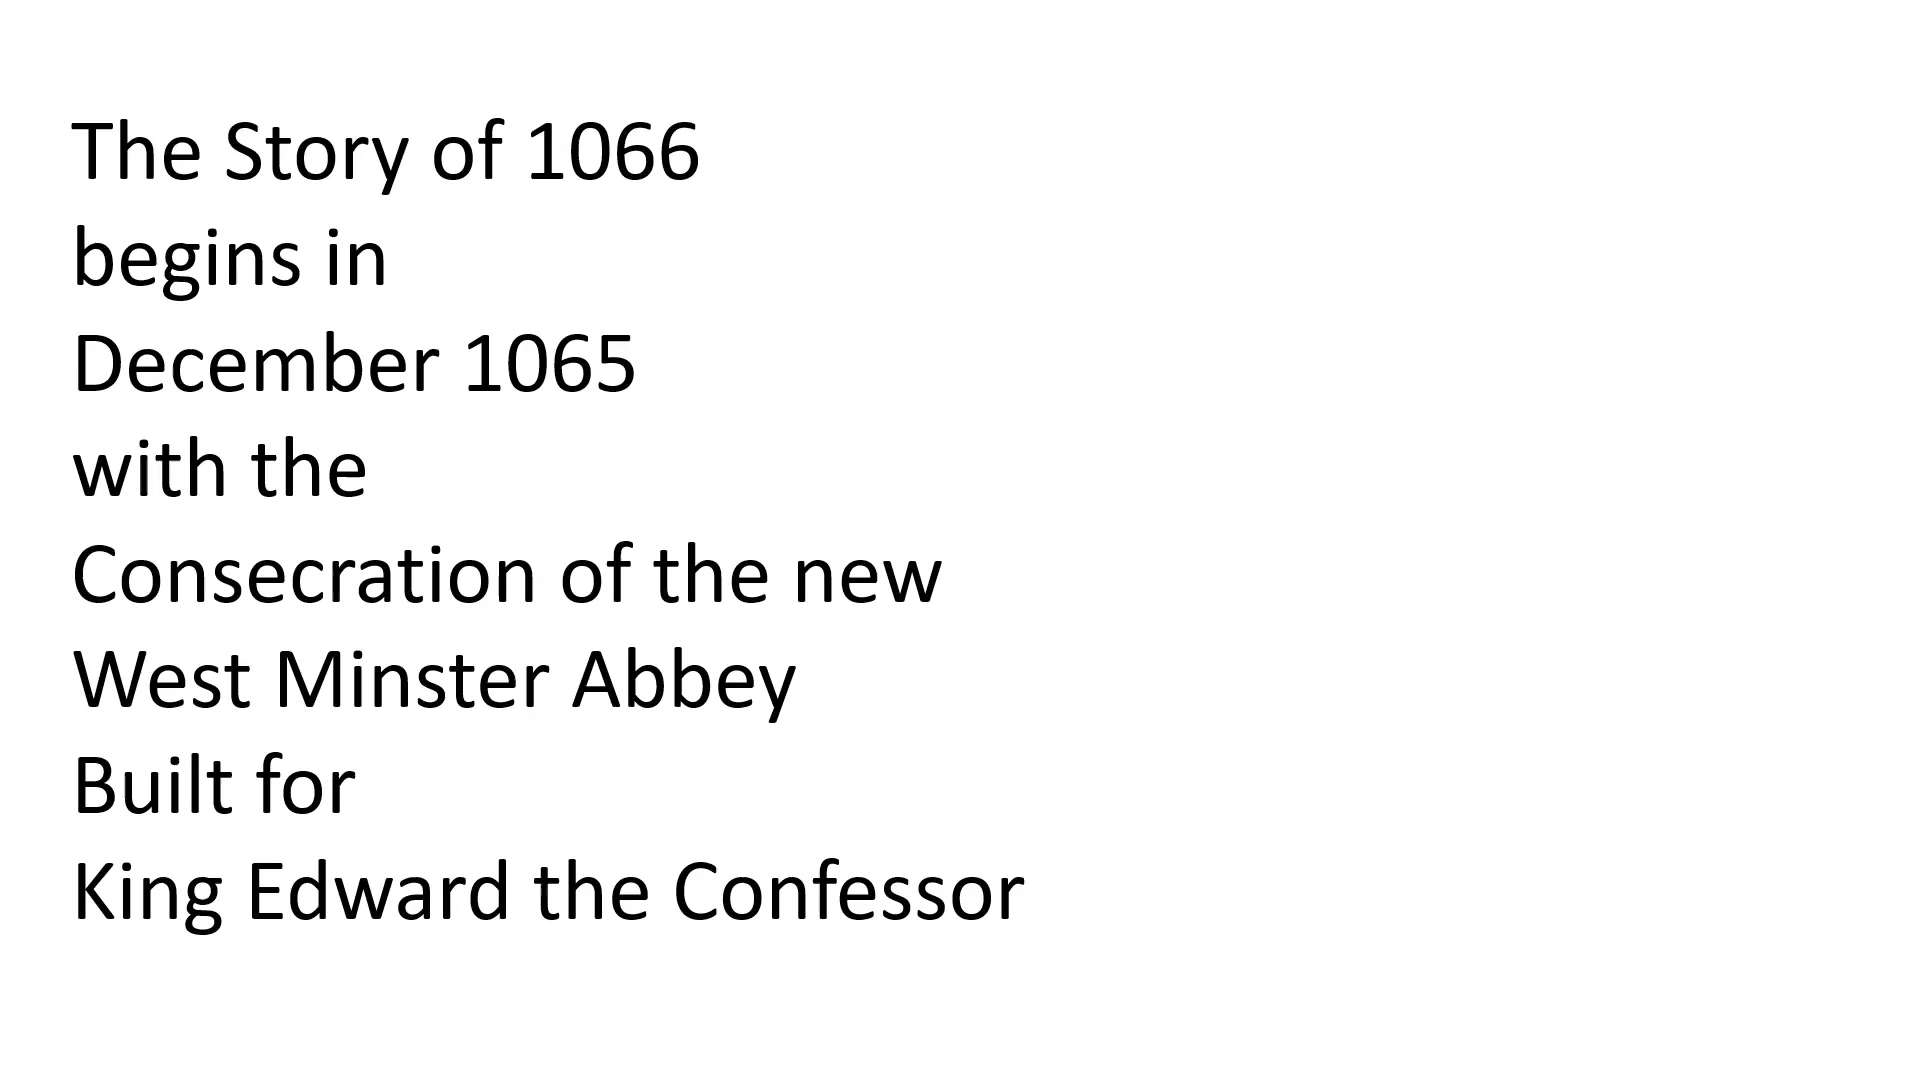 The Story of 1066
begins in
December 1065
with the
Consecration of the new
West Minster Abbey
Built for
King Edward the Confessor